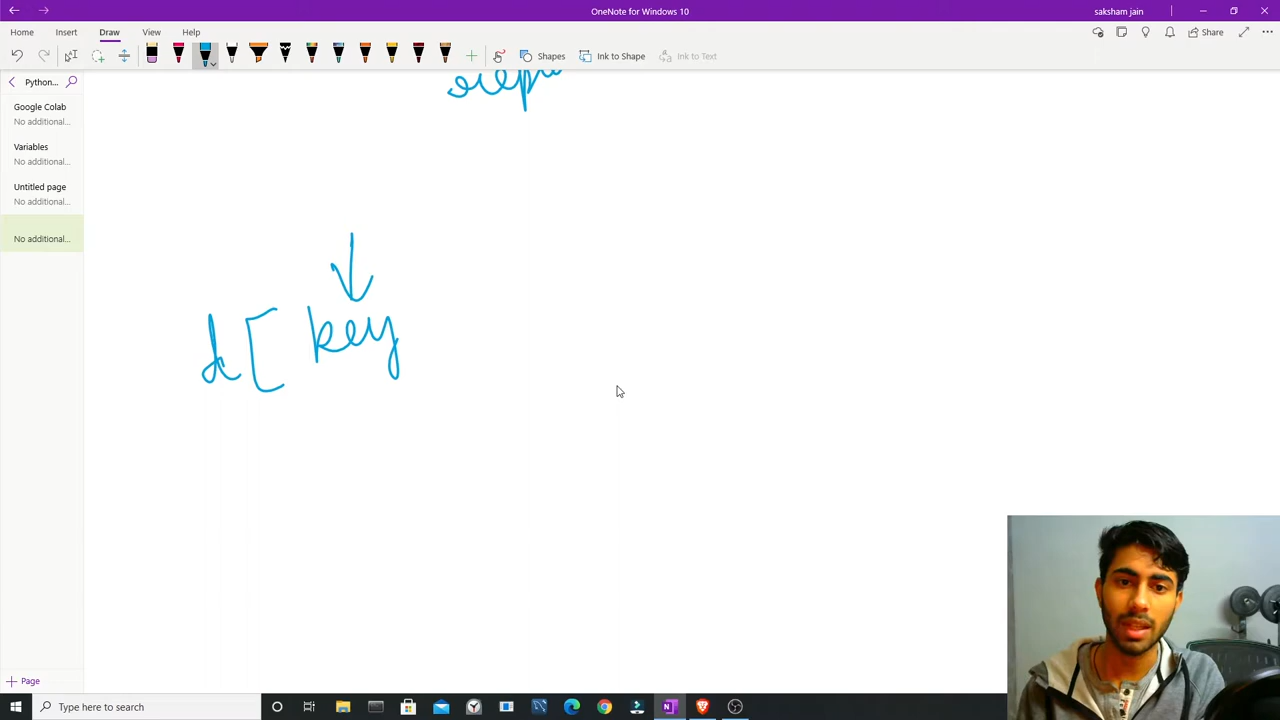 OneNote for Windows 10
saksham jain
Home Insert Draw View Help
Share
Shapes
Ink to Shape
Ink to Text
Python...
Google Colab
No additional...
Variables
No additional...
Untitled page
No additional...
No additional...
d[ key
+ Page
Type here to search